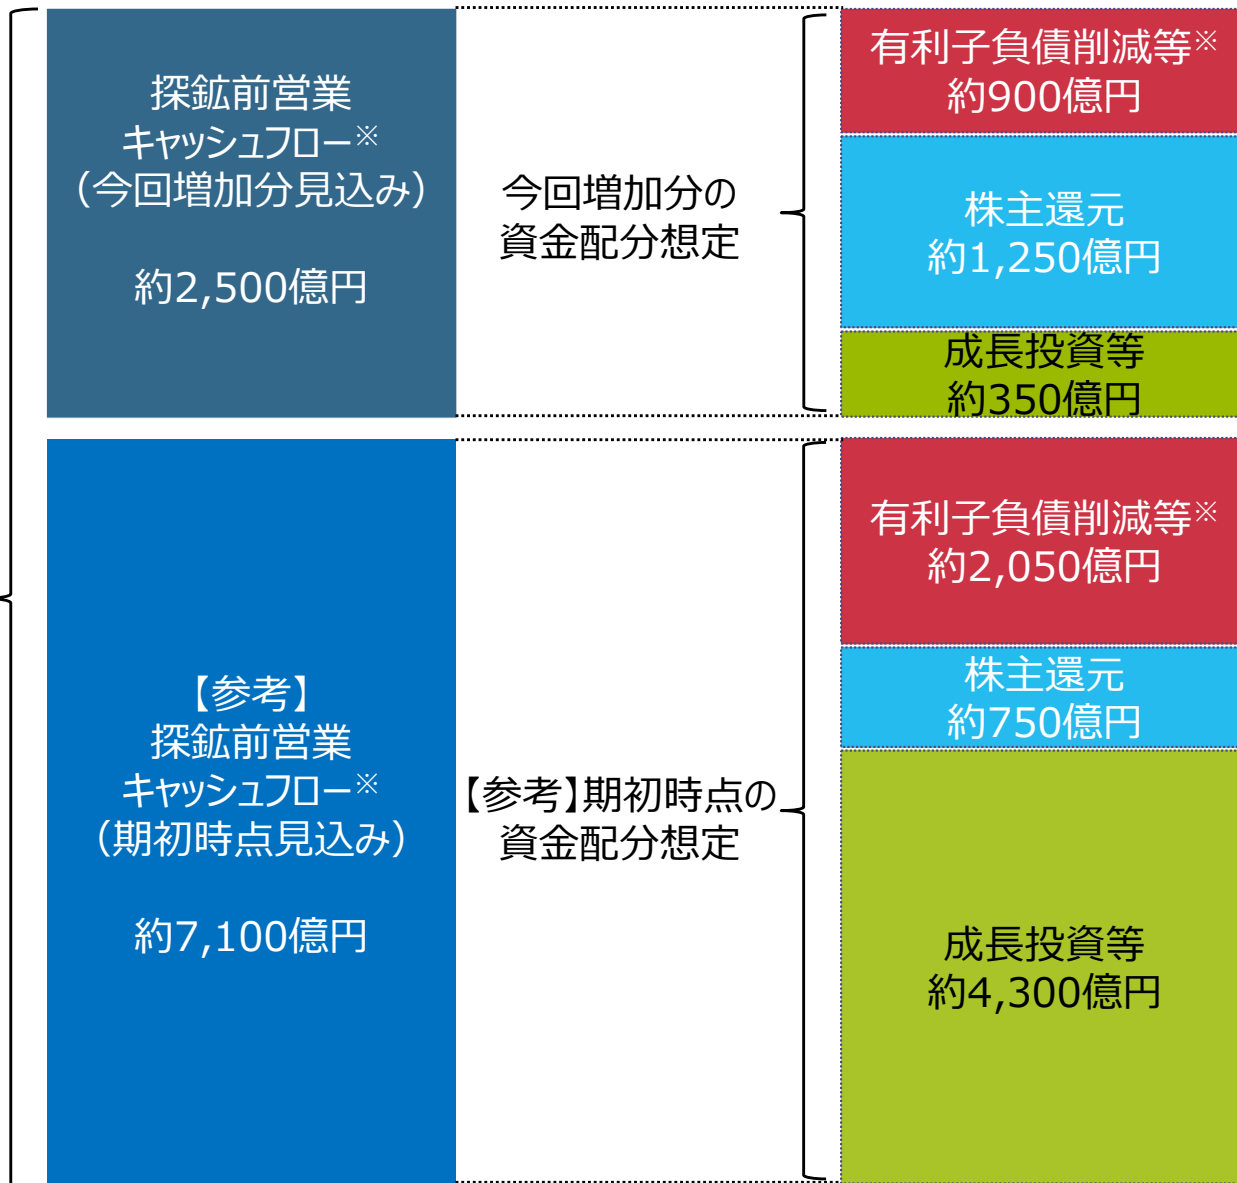 探鉱前営業
キャッシュフロー※
（今回増加分見込み）
約2,500億円
今回増加分の
資金配分想定
有利子負債削減等※
約900億円
株主還元
約1,250億円
成長投資等
約350億円
【参考】
探鉱前営業
キャッシュフロー※
（期初時点見込み）
約7,100億円
【参考】期初時点の
資金配分想定
有利子負債削減等※
約2,050億円
株主還元
約750億円
成長投資等
約4,300億円